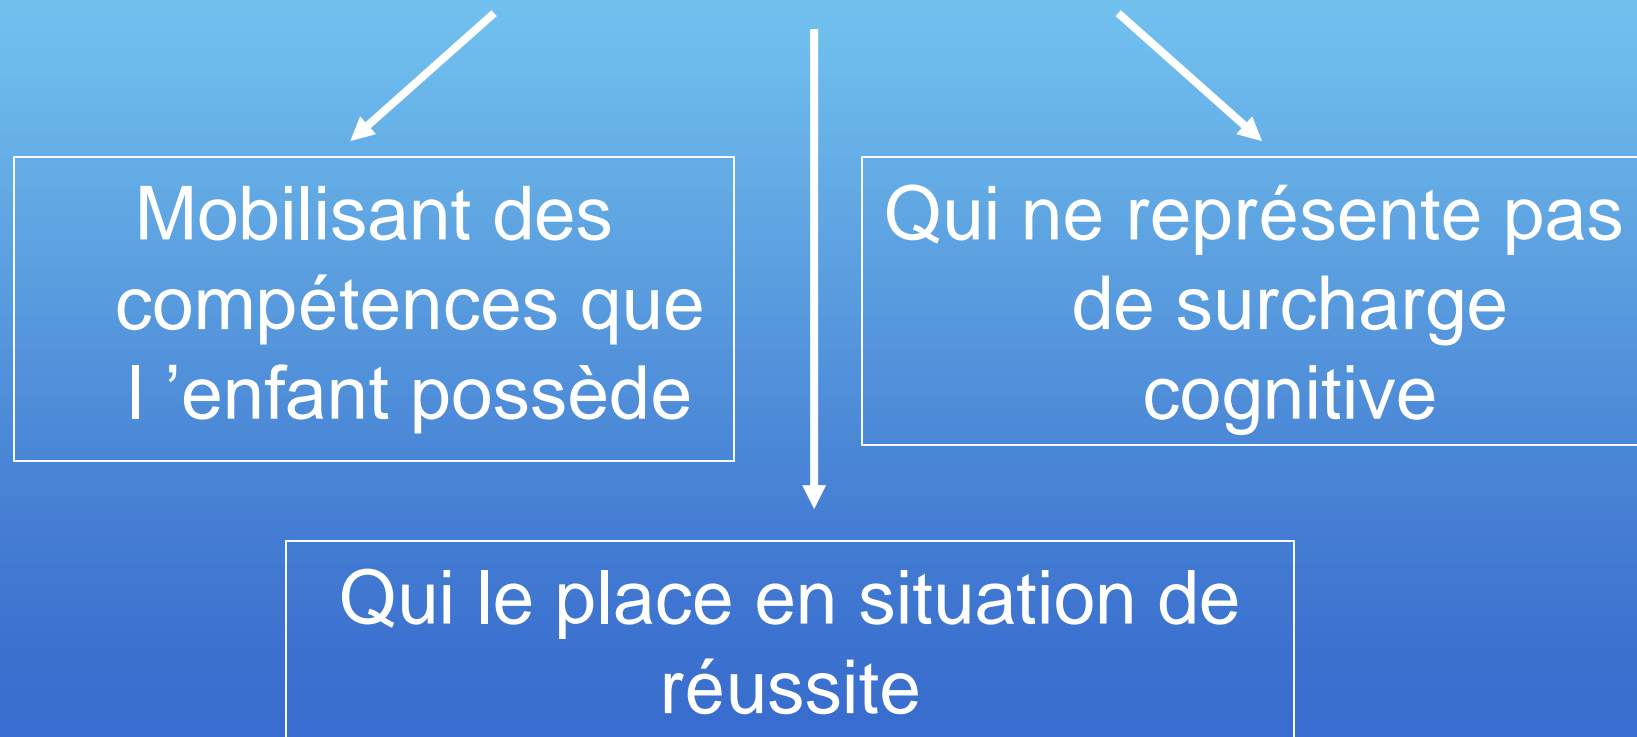 Mobilisant des
compétences que
l ’enfant possède
Qui ne représente pas
de surcharge
cognitive
Qui le place en situation de
réussite